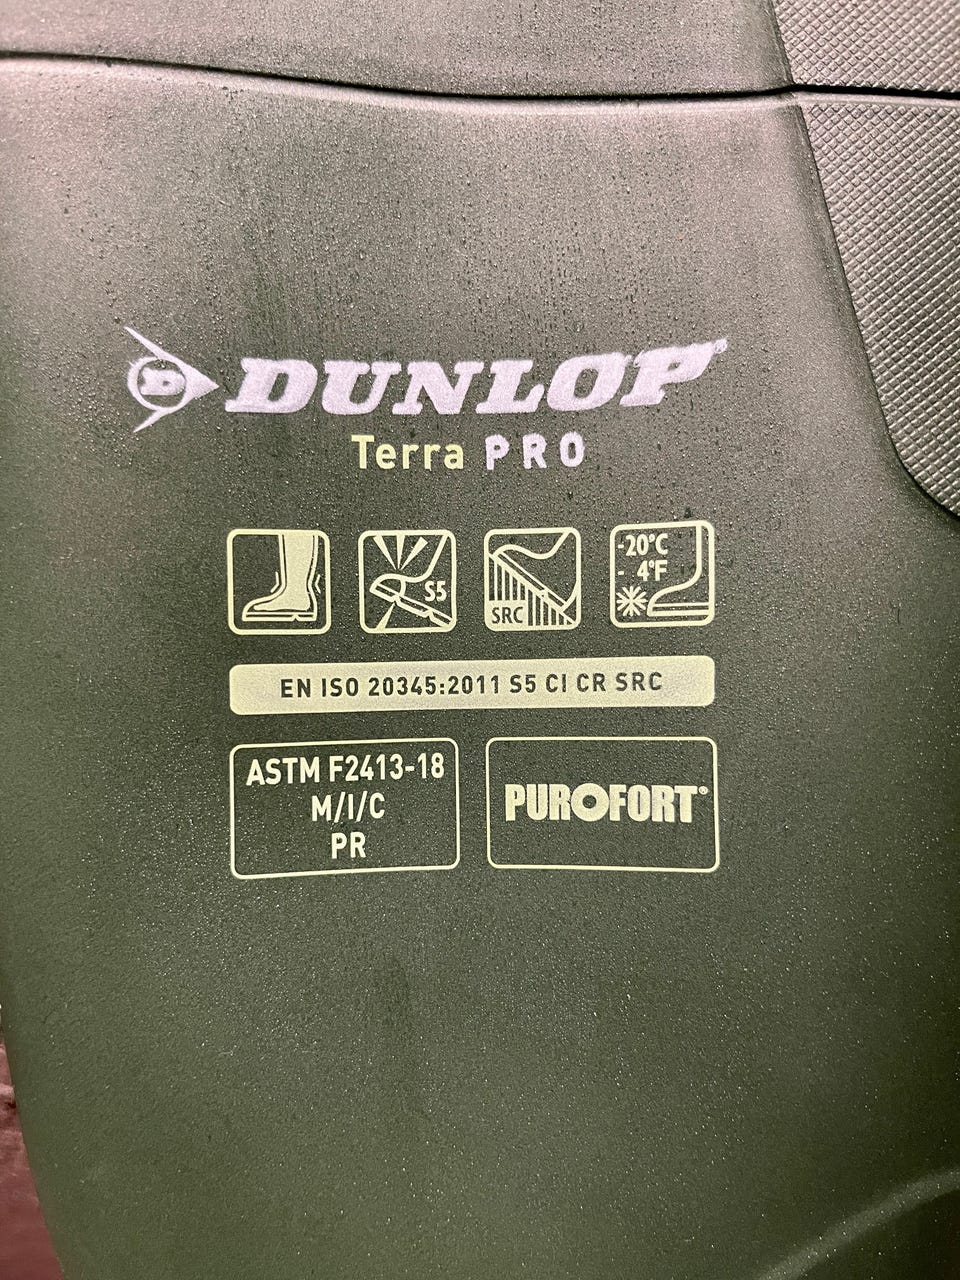 D DUNLOP®
Terra PRO
S5
SRC
-20°C
- 4°F
EN ISO 20345:2011 S5 CI CR SRC
ASTM F2413-18
M/I/C
PR
PUROFORT®